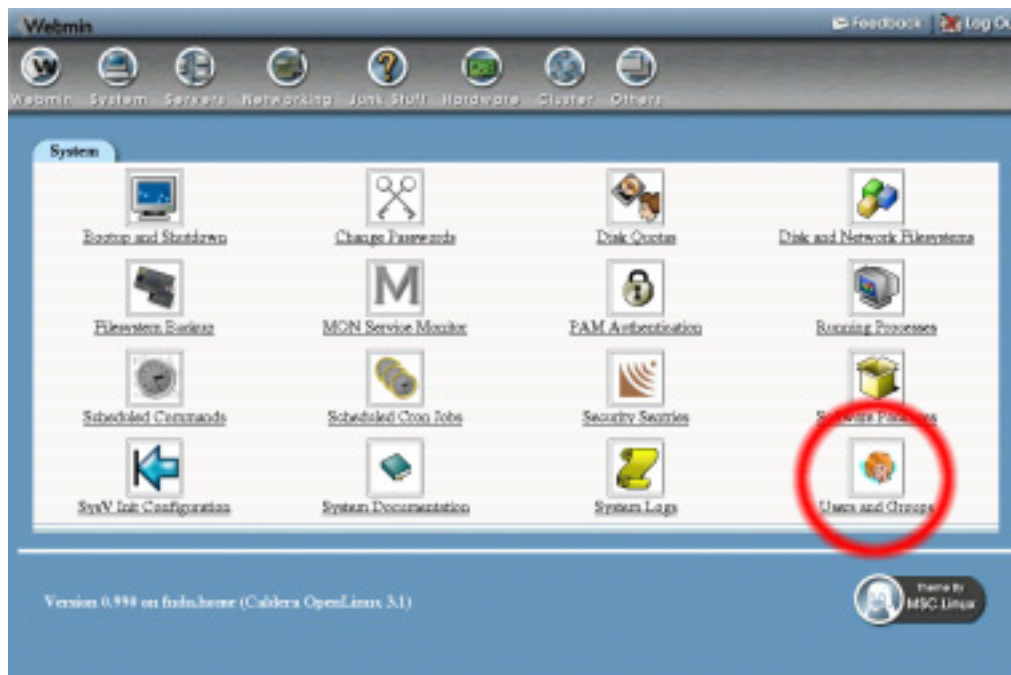 Webmin
Feedback Log Ou
Webmin System Servers Networking Junk Stuff Hardware Cluster Others
System
Bootup and Shutdown Change Passwords Disk Quotas Disk and Network Filesystems
Filesystem Backup MON Service Monitor PAM Authentication Running Processes
Scheduled Commands Scheduled Cron Jobs Security Sentries Software Packages
SysV Init Configuration System Documentation System Logs Users and Groups
Version 0.990 on fudu.home (Caldera OpenLinux 3.1)
Theme By
MSC.Linux